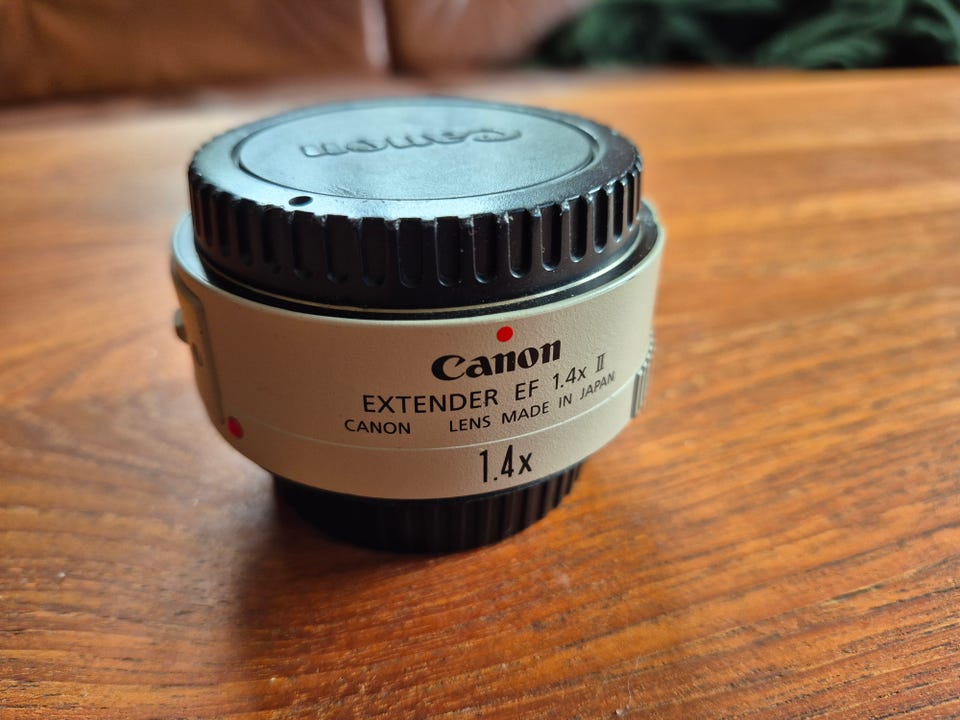 Canon
Canon
EXTENDER EF 1.4x II
CANON LENS MADE IN JAPAN
1.4x